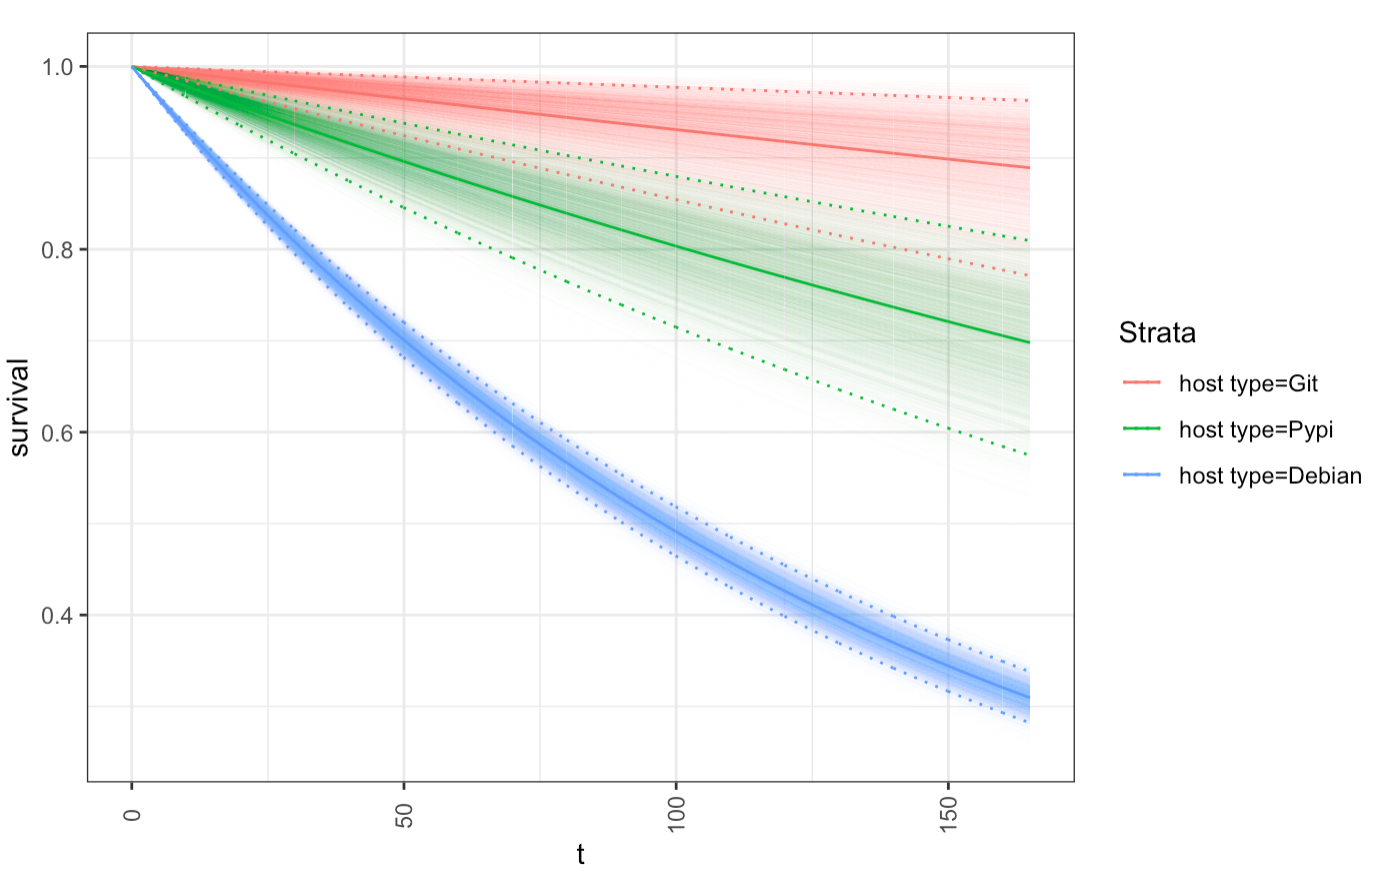 survival
1.0
0.8
0.6
0.4
0
50
100
150
t
Strata
host type=Git
host type=Pypi
host type=Debian